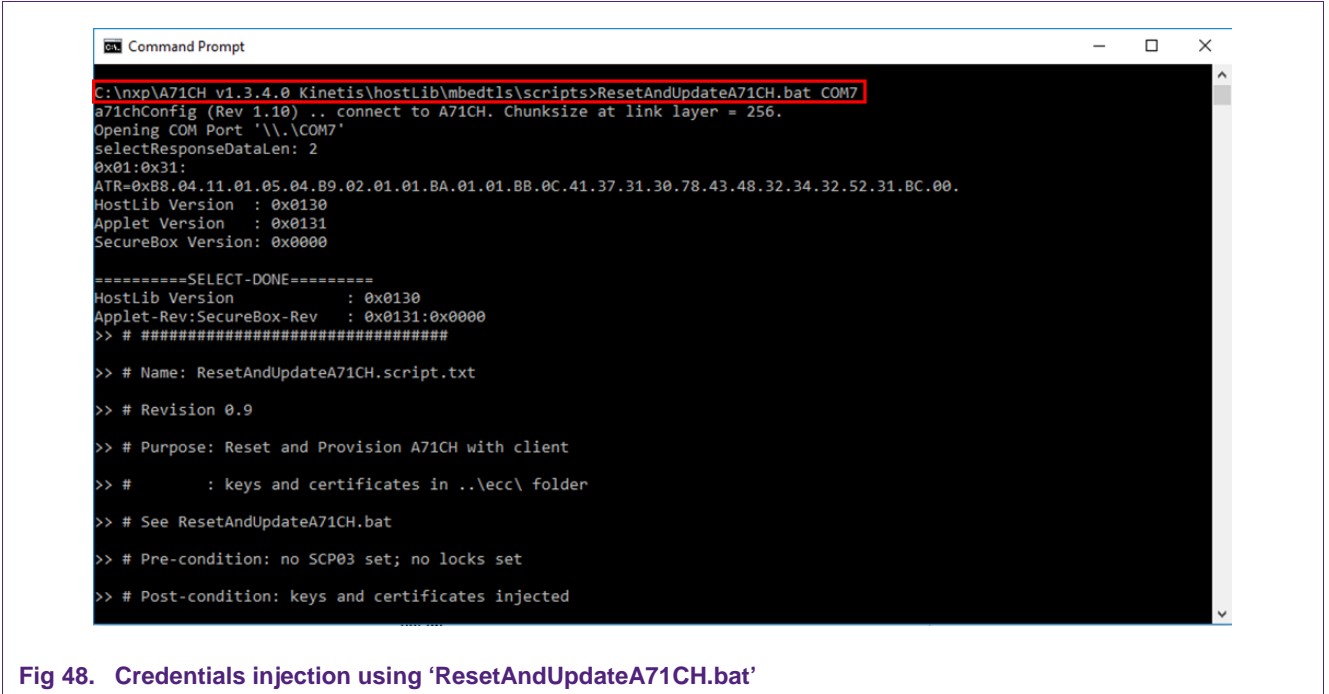 Command Prompt
C:\nxp\A71CH v1.3.4.0 Kinetis\hostLib\mbedtls\scripts>ResetAndUpdateA71CH.bat COM7
a71chConfig (Rev 1.10) .. connect to A71CH. Chunksize at link layer = 256.
Opening COM Port '\\.\COM7'
selectResponseDataLen: 2
0x01:0x31:
ATR=0xB8.04.11.01.05.04.B9.02.01.01.BA.01.01.BB.0C.41.37.31.30.78.43.48.32.34.32.52.31.BC.00.
HostLib Version  : 0x0130
Applet Version   : 0x0131
SecureBox Version: 0x0000
==========SELECT-DONE=========
HostLib Version            : 0x0130
Applet-Rev:SecureBox-Rev   : 0x0131:0x0000
>> # #################################
>> # Name: ResetAndUpdateA71CH.script.txt
>> # Revision 0.9
>> # Purpose: Reset and Provision A71CH with client
>> #        : keys and certificates in ..\ecc\ folder
>> # See ResetAndUpdateA71CH.bat
>> # Pre-condition: no SCP03 set; no locks set
>> # Post-condition: keys and certificates injected
Fig 48. Credentials injection using ‘ResetAndUpdateA71CH.bat’